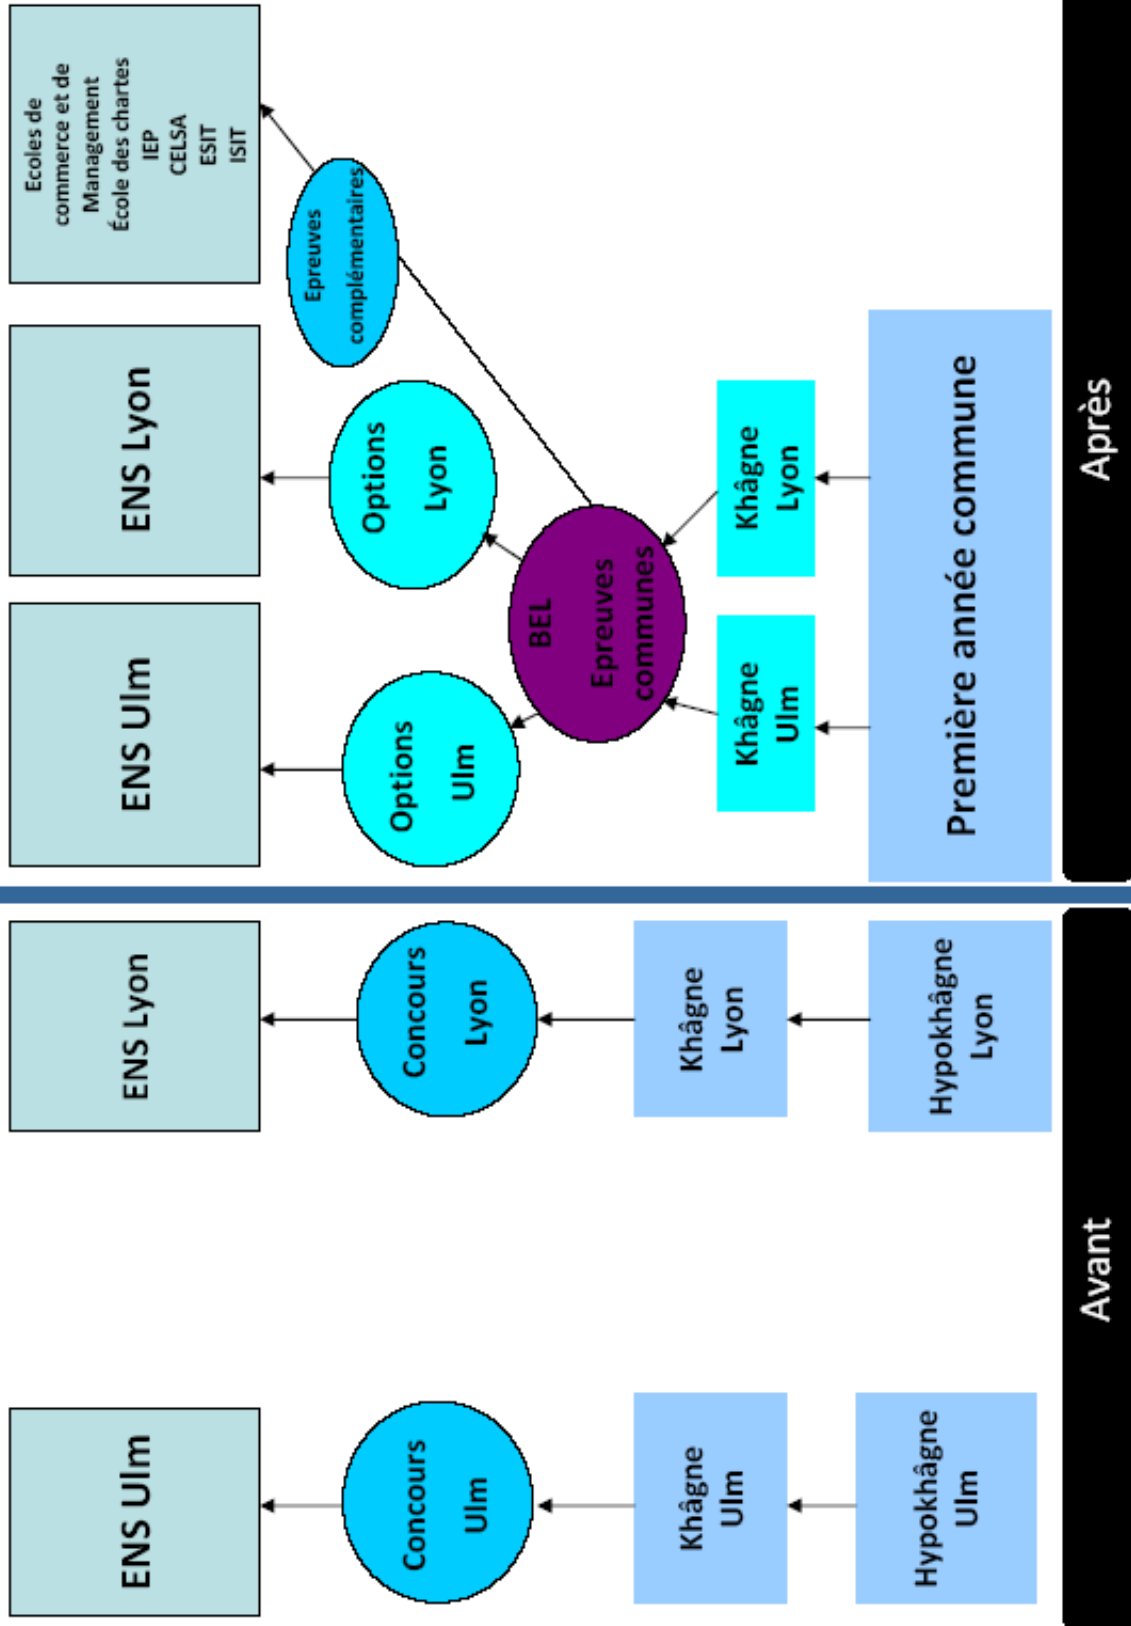 ENS Ulm
ENS Lyon
Concours
Ulm
Concours
Lyon
Khâgne
Ulm
Khâgne
Lyon
Hypokhâgne
Ulm
Hypokhâgne
Lyon
Avant
ENS Ulm
ENS Lyon
Ecoles de
commerce et de
Management
École des chartes
IEP
CELSA
ESIT
ISIT
Epreuves
complémentaires
Options
Ulm
Options
Lyon
BEL
Epreuves
communes
Khâgne
Ulm
Khâgne
Lyon
Première année commune
Après